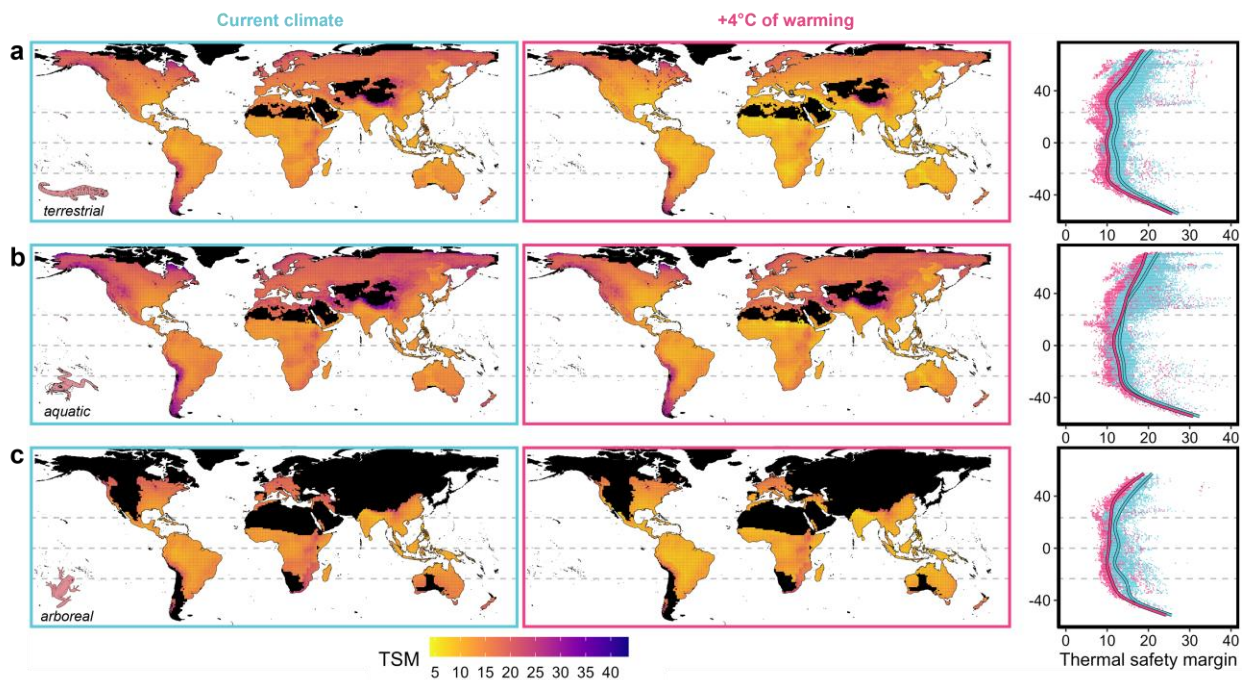 Current climate
+4°C of warming
a
terrestrial
40
0
-40
0 10 20 30 40
b
aquatic
40
0
-40
0 10 20 30 40
c
arboreal
40
0
-40
0 10 20 30 40
TSM
5 10 15 20 25 30 35 40
Thermal safety margin